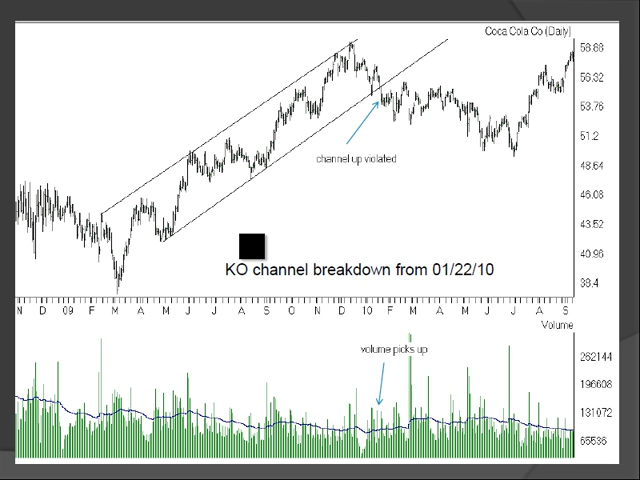 Coca Cola Co (Daily)
58.88
56.32
53.76
51.2
48.64
46.08
43.52
40.96
38.4
channel up violated
KO channel breakdown from 01/22/10
N D 09 F M A M J J A S O N D 10 F M A M J J A S
Volume
volume picks up
262144
196608
131072
65536